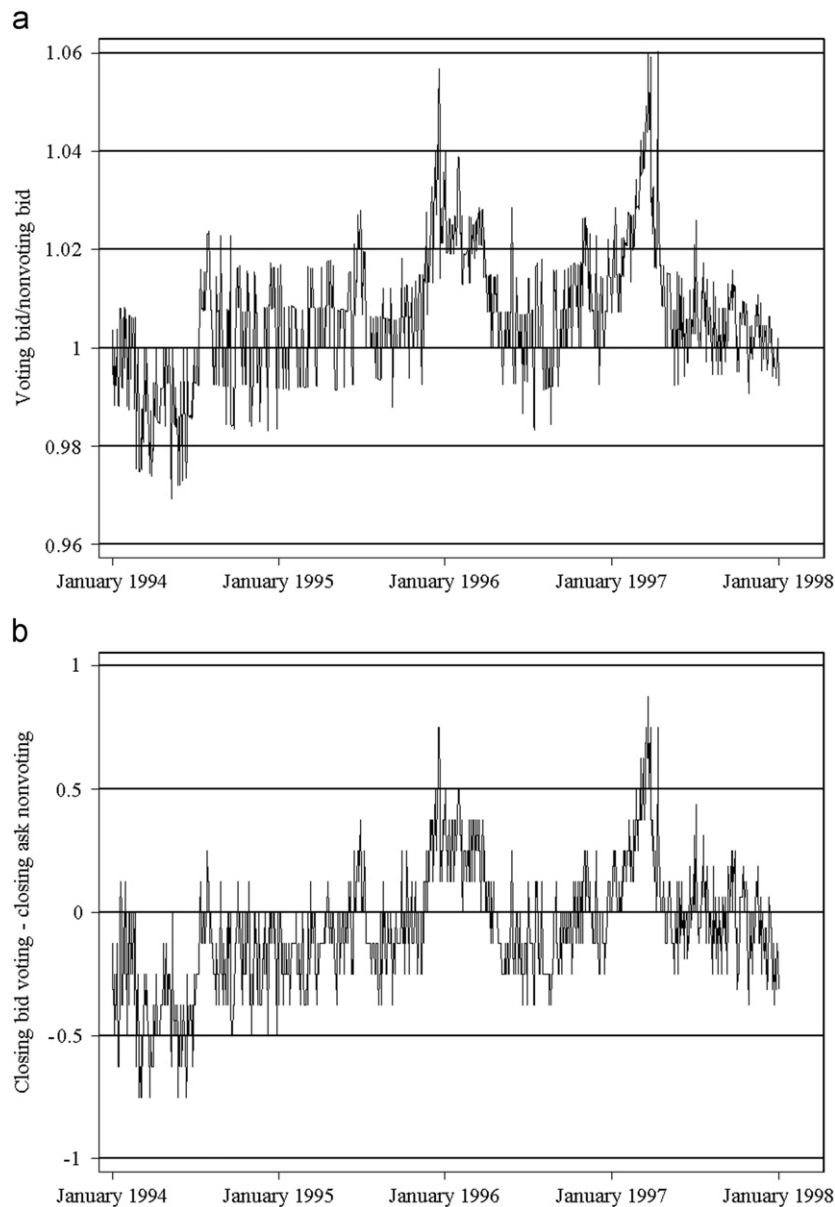 a
Voting bid/nonvoting bid
1.06
1.04
1.02
1
0.98
0.96
January 1994 January 1995 January 1996 January 1997 January 1998
b
Closing bid voting - closing ask nonvoting
1
0.5
0
-0.5
-1
January 1994 January 1995 January 1996 January 1997 January 1998